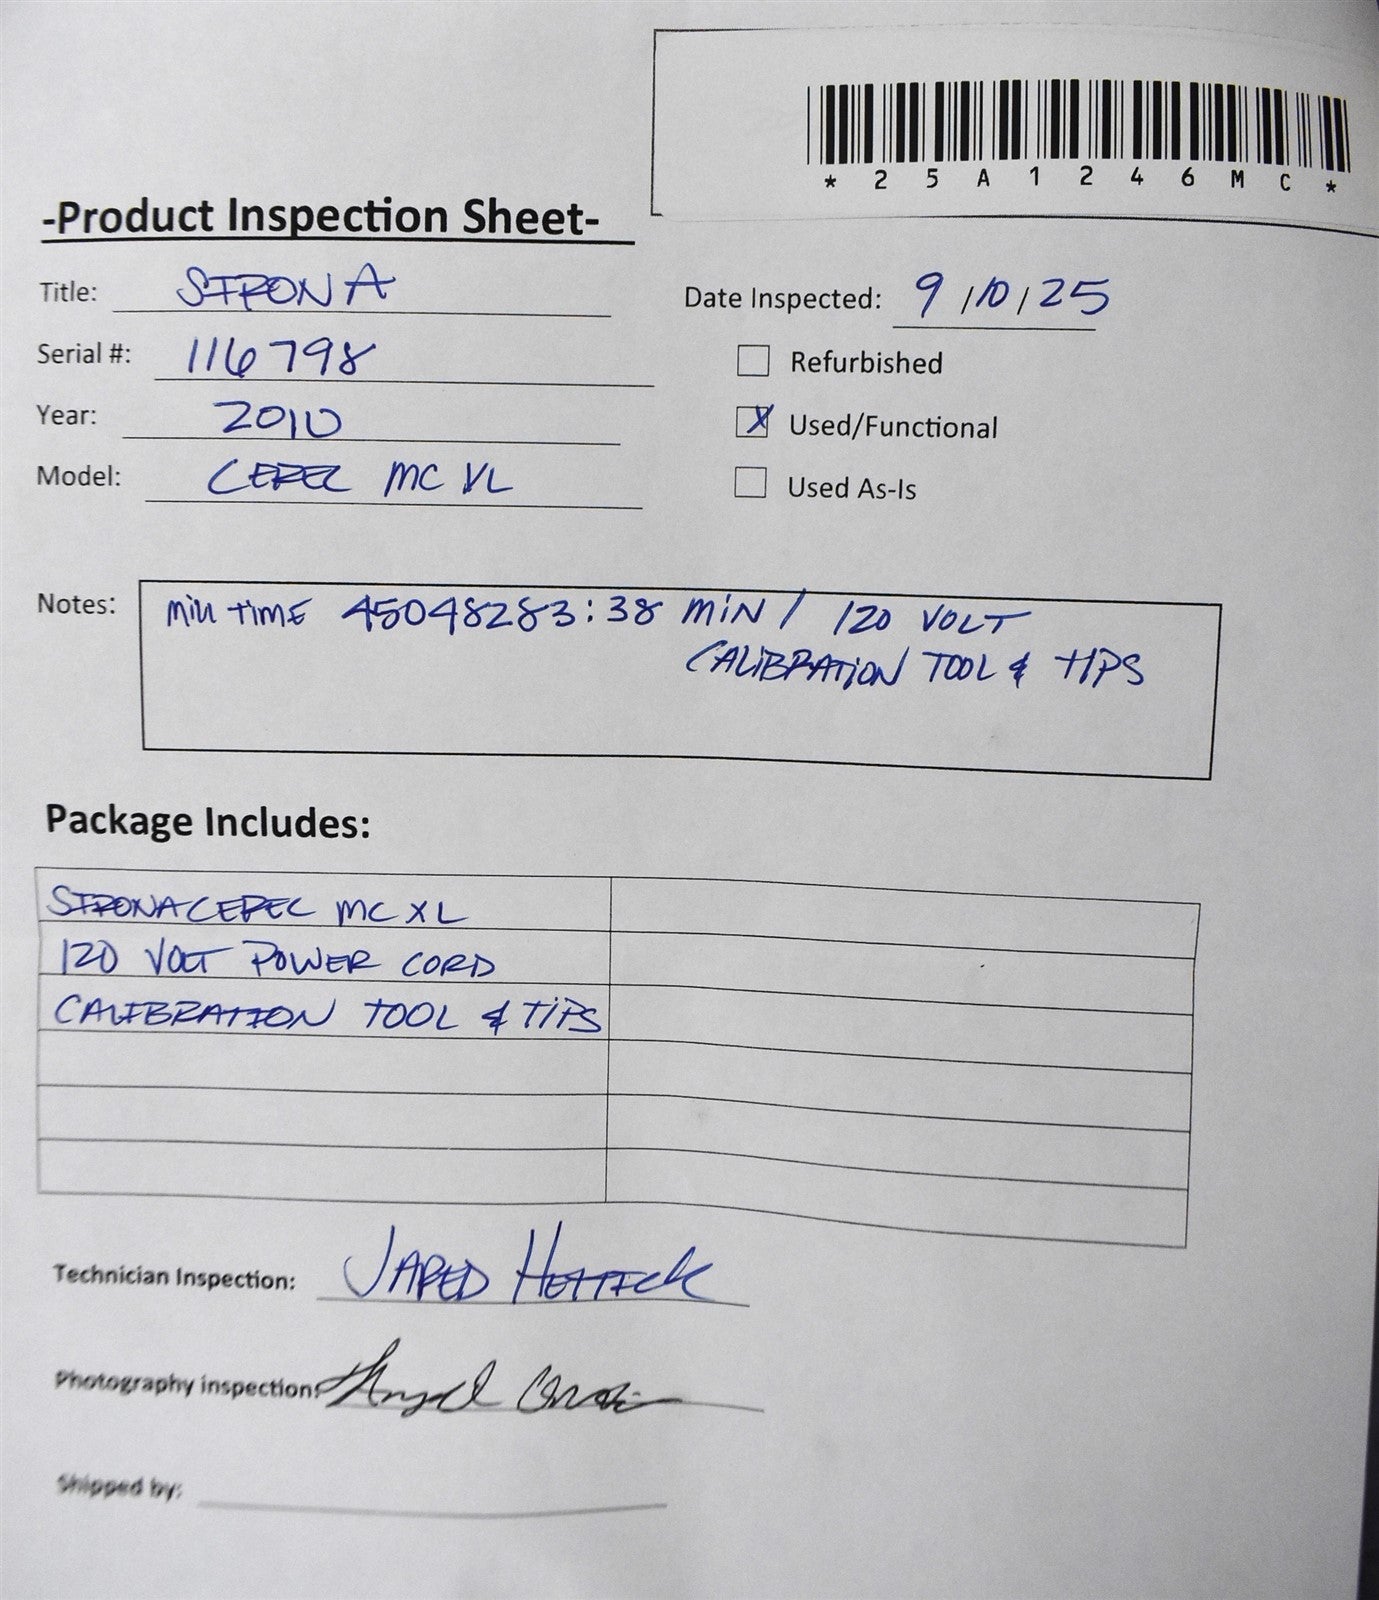 *25A1246MC*
-Product Inspection Sheet-
Title: SIRONA
Date Inspected: 9/10/25
Serial #: 116798
Refurbished
Year: 2010
X Used/Functional
Model: CEREC MC XL
Used As-Is
Notes: Mill TIME 45048283:38 MIN / 120 VOLT
CALIBRATION TOOL & TIPS
Package Includes:
SIRONA CEREC MC XL
120 VOLT POWER CORD
CALIBRATION TOOL & TIPS
Technician Inspection: JARED
Photography inspection: Angel
Shipped by: